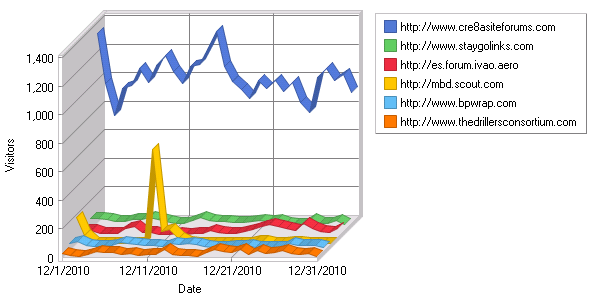 http://www.cre8asiteforums.com
http://www.staygolinks.com
http://es.forum.ivao.aero
http://mbd.scout.com
http://www.bpwrap.com
http://www.thedrillersconsortium.com
1,400
1,200
1,000
800
600
400
200
0
Visitors
12/1/2010
12/11/2010
12/21/2010
12/31/2010
Date